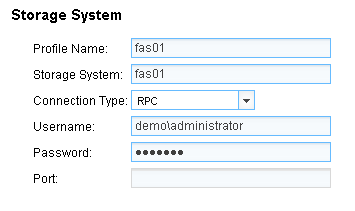 Storage System
Profile Name: fas01
Storage System: fas01
Connection Type: RPC
Username: demo\administrator
Password: ●●●●●●●
Port: